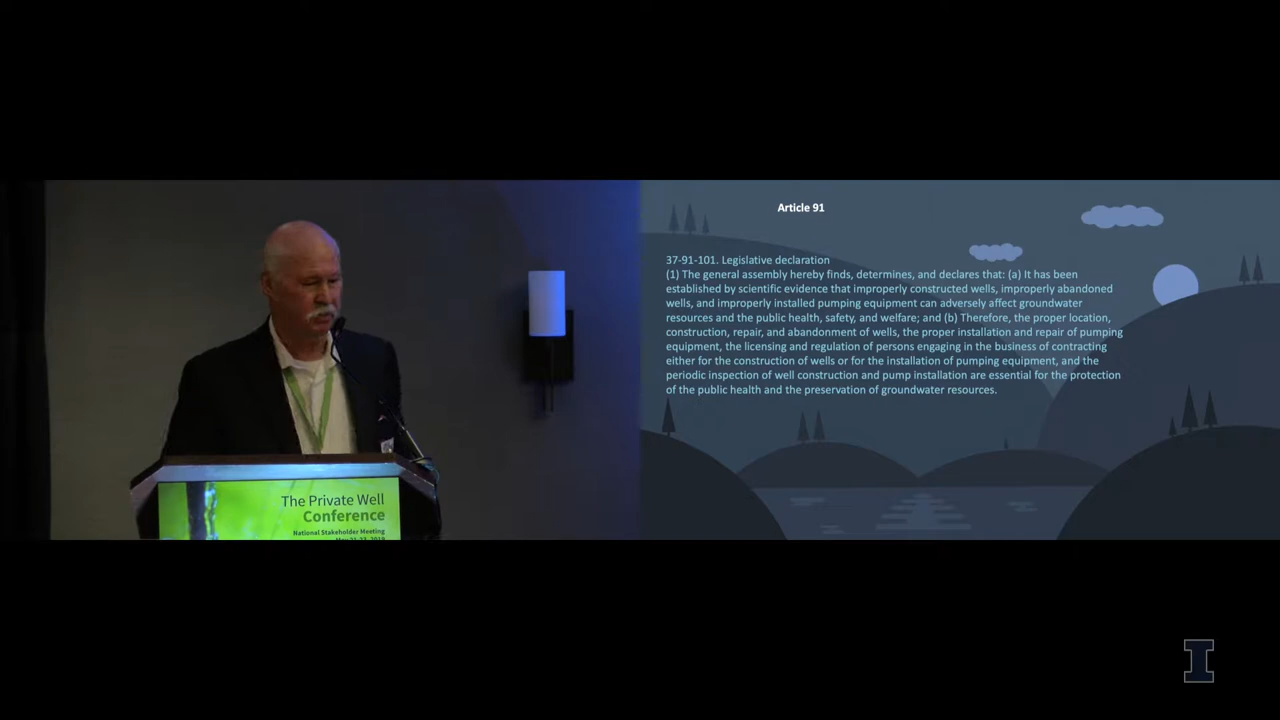 Article 91
37-91-101. Legislative declaration
(1) The general assembly hereby finds, determines, and declares that: (a) It has been
established by scientific evidence that improperly constructed wells, improperly abandoned
wells, and improperly installed pumping equipment can adversely affect groundwater
resources and the public health, safety, and welfare; and (b) Therefore, the proper location,
construction, repair, and abandonment of wells, the proper installation and repair of pumping
equipment, the licensing and regulation of persons engaging in the business of contracting
either for the construction of wells or for the installation of pumping equipment, and the
periodic inspection of well construction and pump installation are essential for the protection
of the public health and the preservation of groundwater resources.
The Private Well
Conference
National Stakeholder Meeting
I